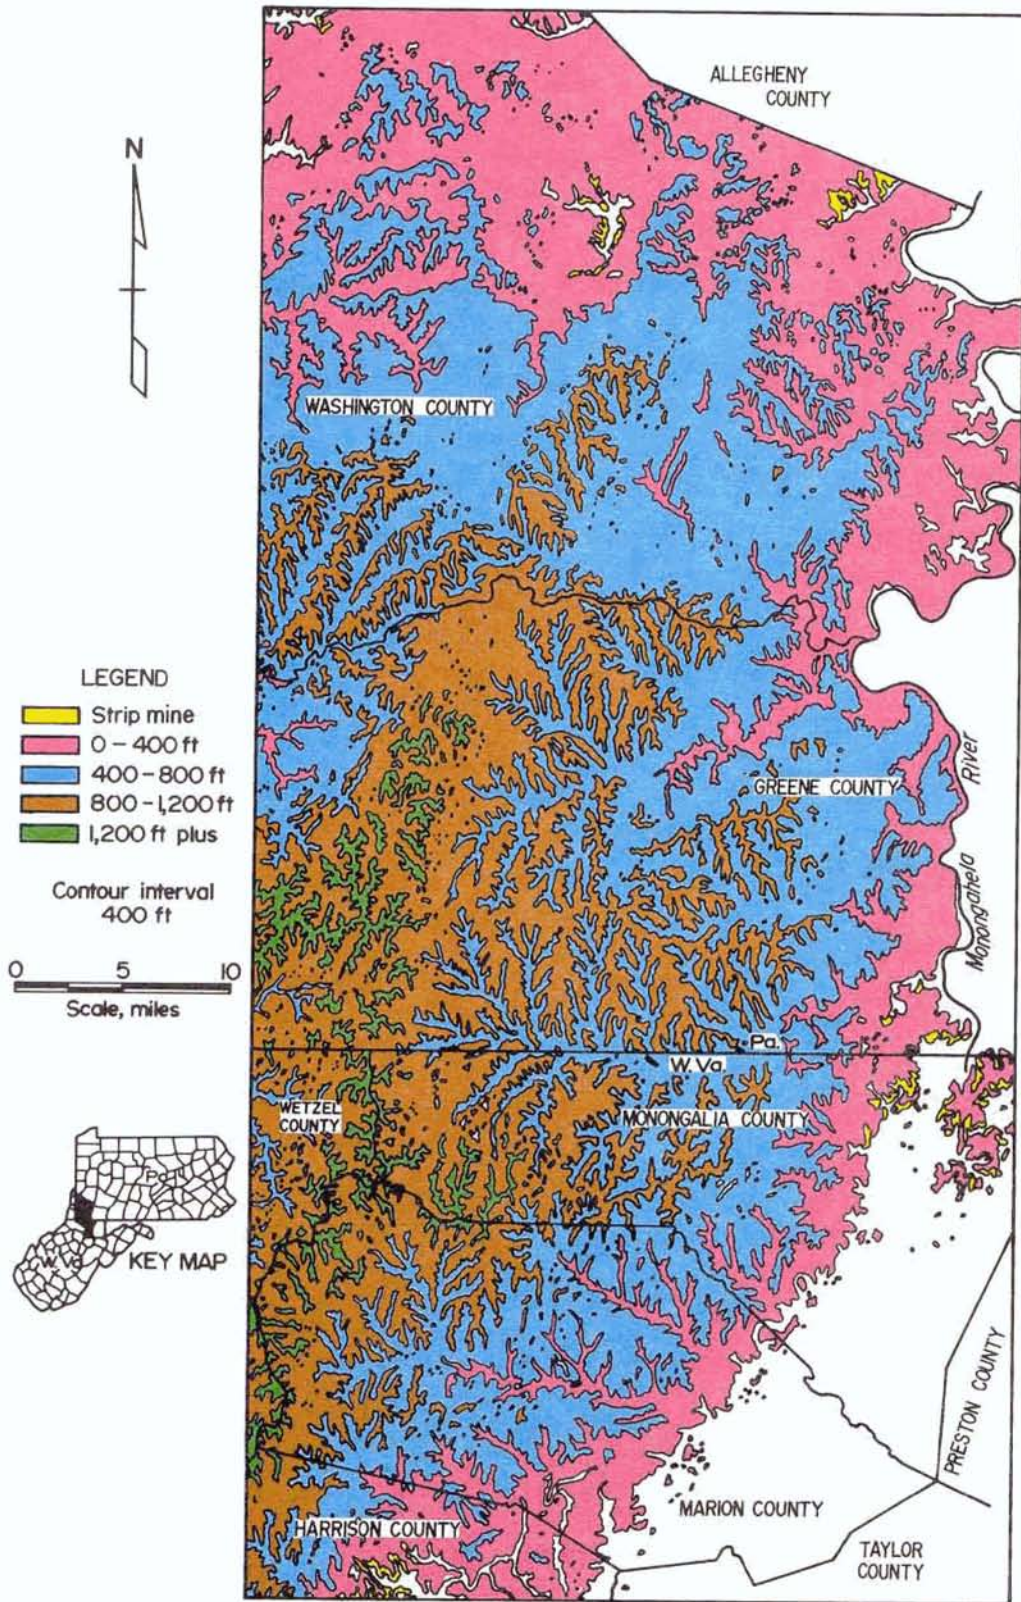 ALLEGHENY
COUNTY
N
WASHINGTON COUNTY
LEGEND
Strip mine
0 – 400 ft
400 – 800 ft
800 – 1,200 ft
1,200 ft plus
Contour interval
400 ft
0 5 10
Scale, miles
GREENE COUNTY
Monongahela River
Pa.
W. Va.
WETZEL
COUNTY
MONONGALIA COUNTY
W. Va.
KEY MAP
PRESTON COUNTY
MARION COUNTY
HARRISON COUNTY
TAYLOR
COUNTY